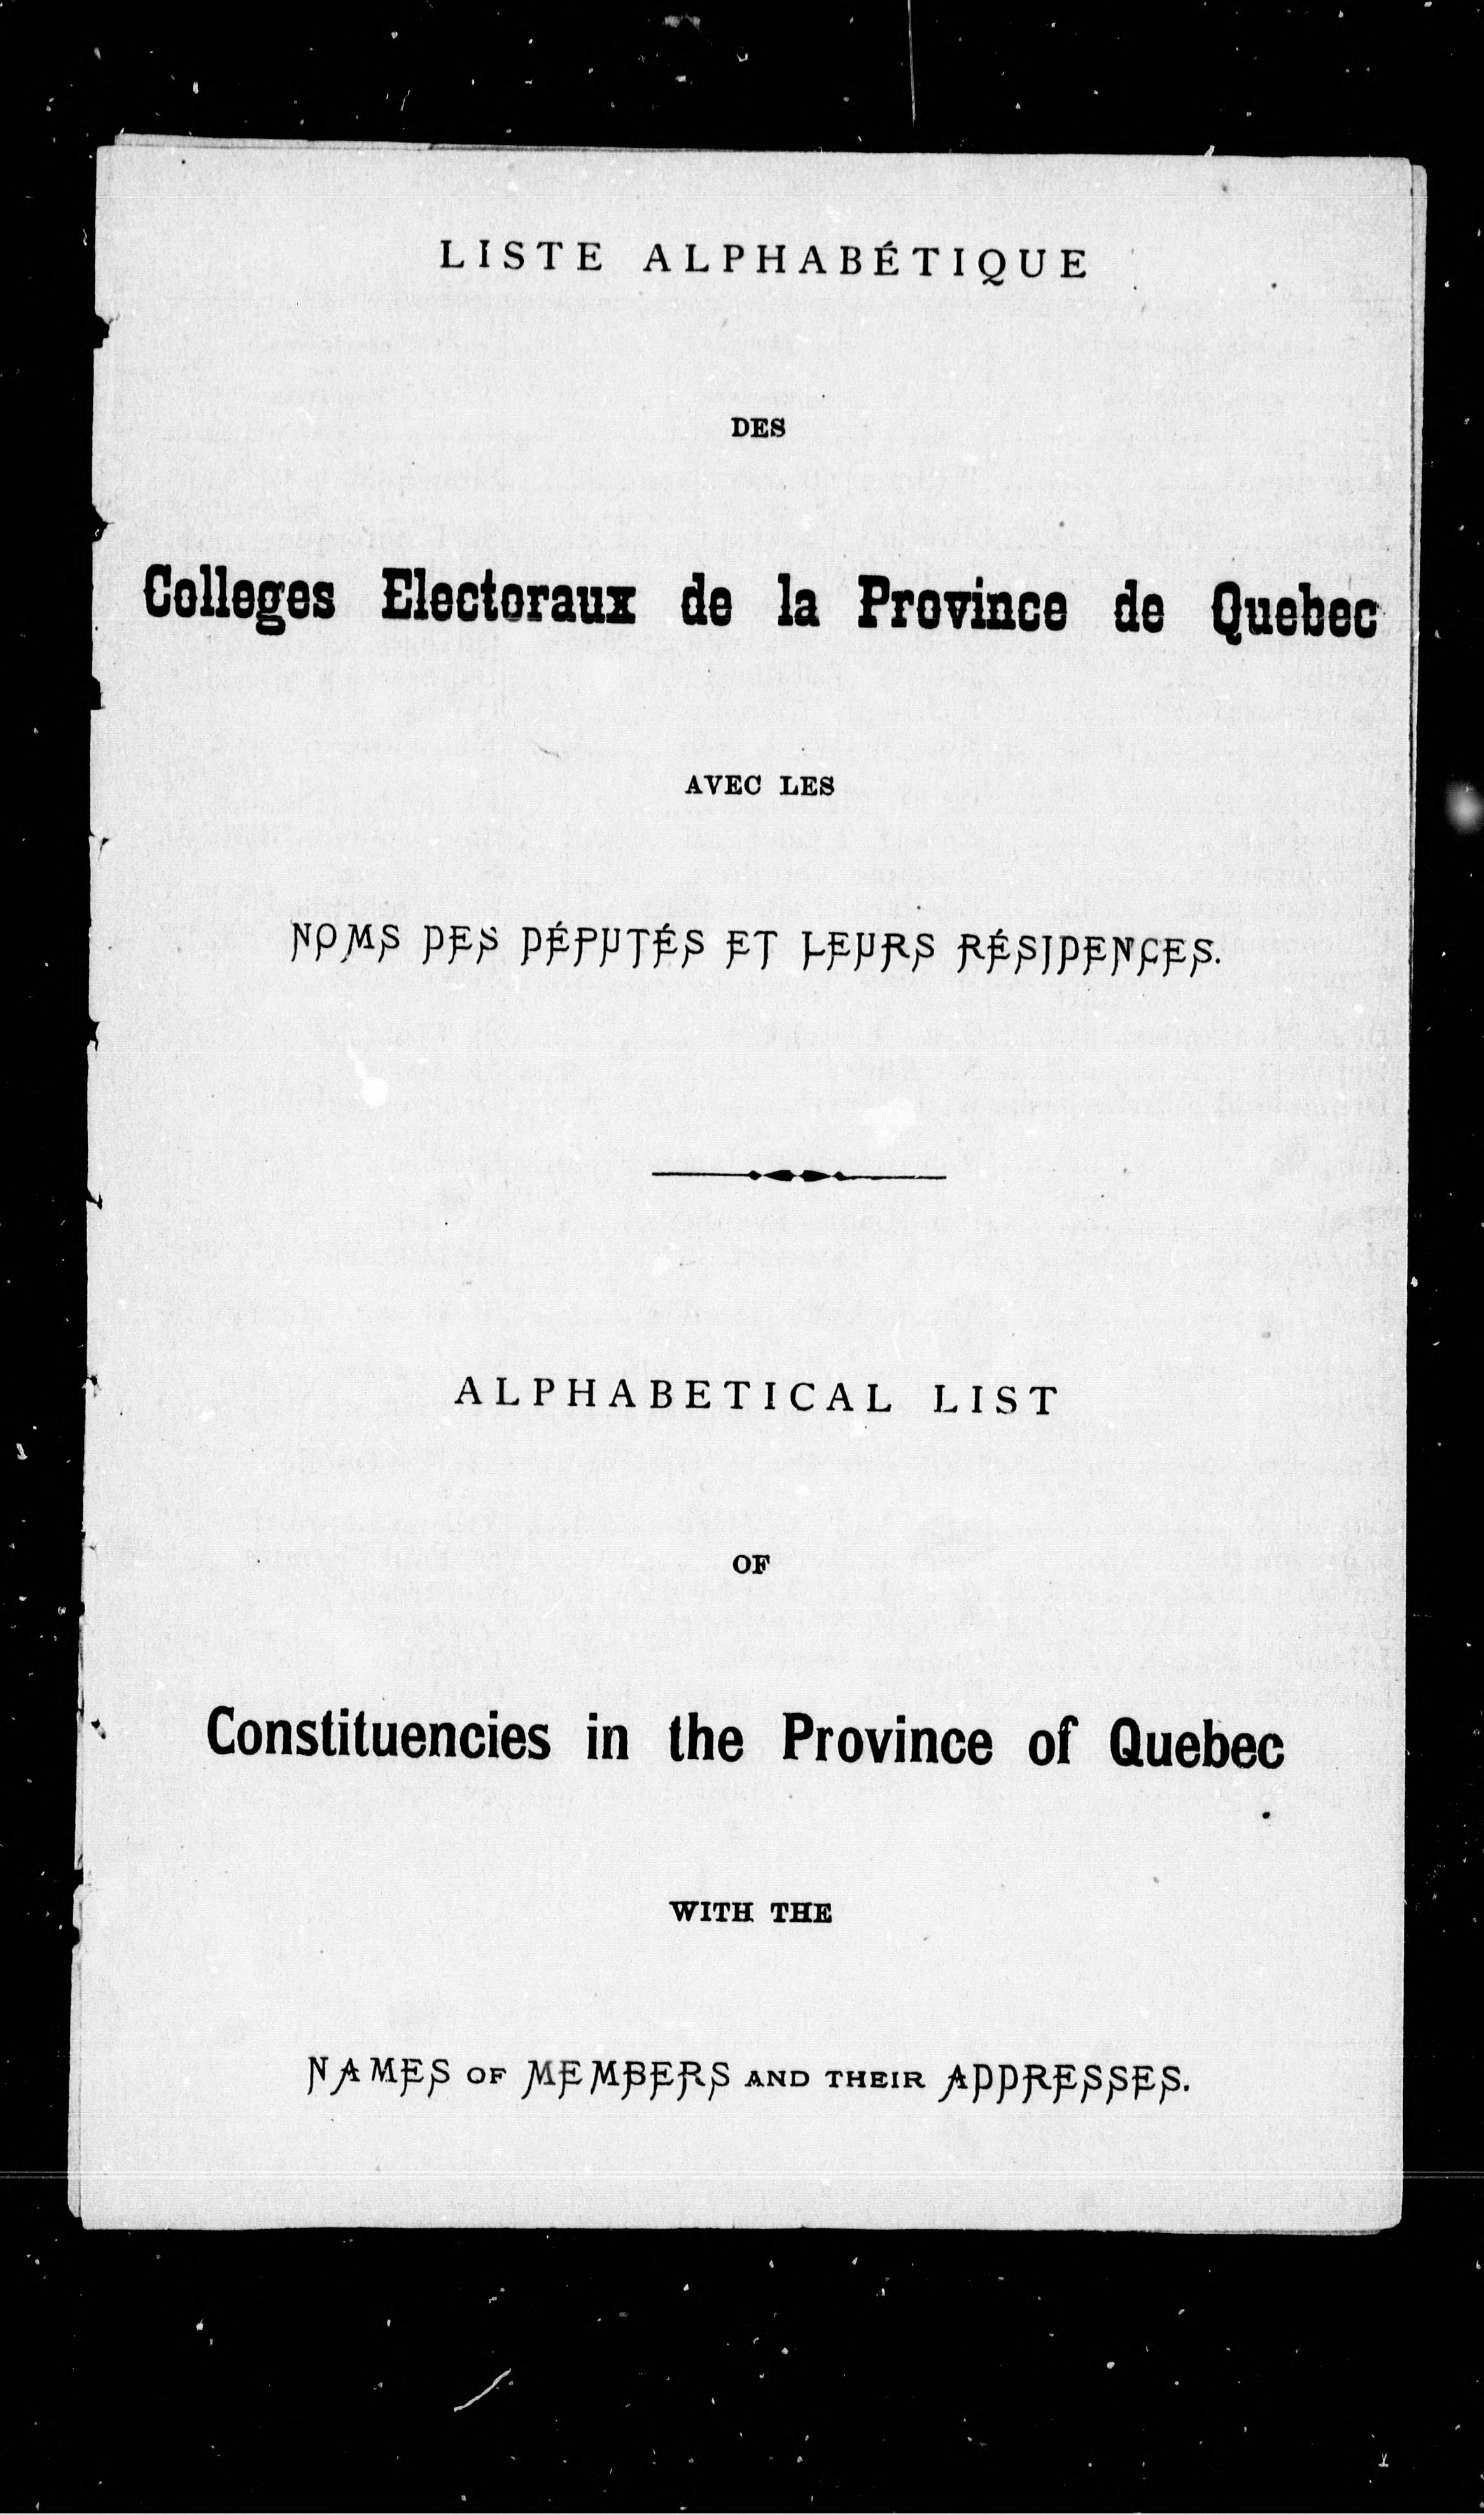 LISTE ALPHABÉTIQUE
DES
Colleges Electoraux de la Province de Quebec
AVEC LES
NOMS DES DÉPUTÉS ET LEURS RÉSIDENCES.
ALPHABETICAL LIST
OF
Constituencies in the Province of Quebec
WITH THE
NAMES OF MEMBERS AND THEIR ADDRESSES.